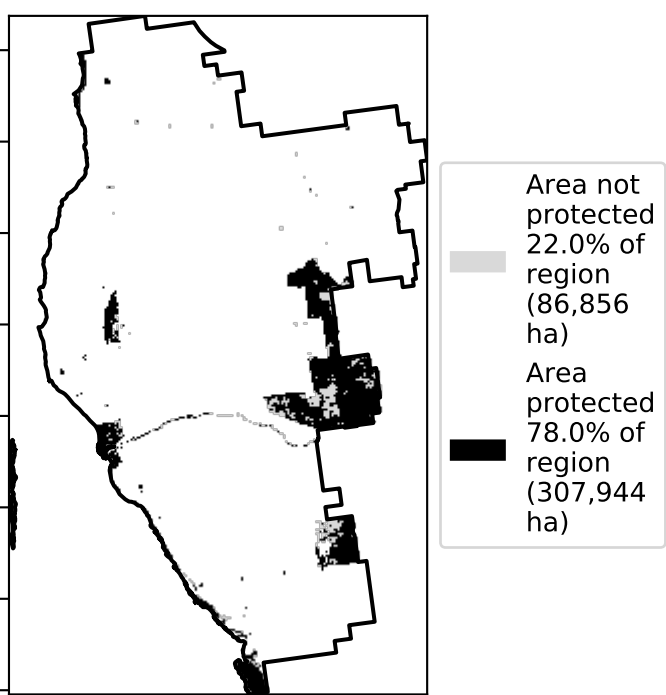 Area not
protected
22.0% of
region
(86,856
ha)
Area
protected
78.0% of
region
(307,944
ha)